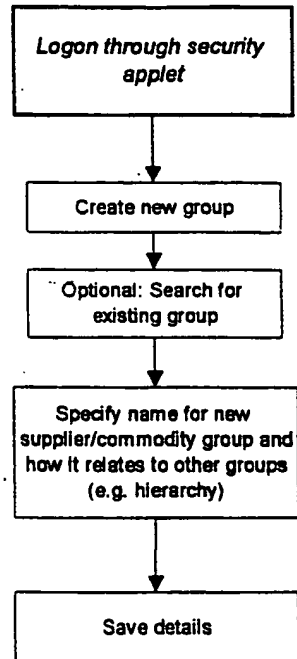 Logon through security
applet
Create new group
Optional: Search for
existing group
Specify name for new
supplier/commodity group and
how it relates to other groups
(e.g. hierarchy)
Save details